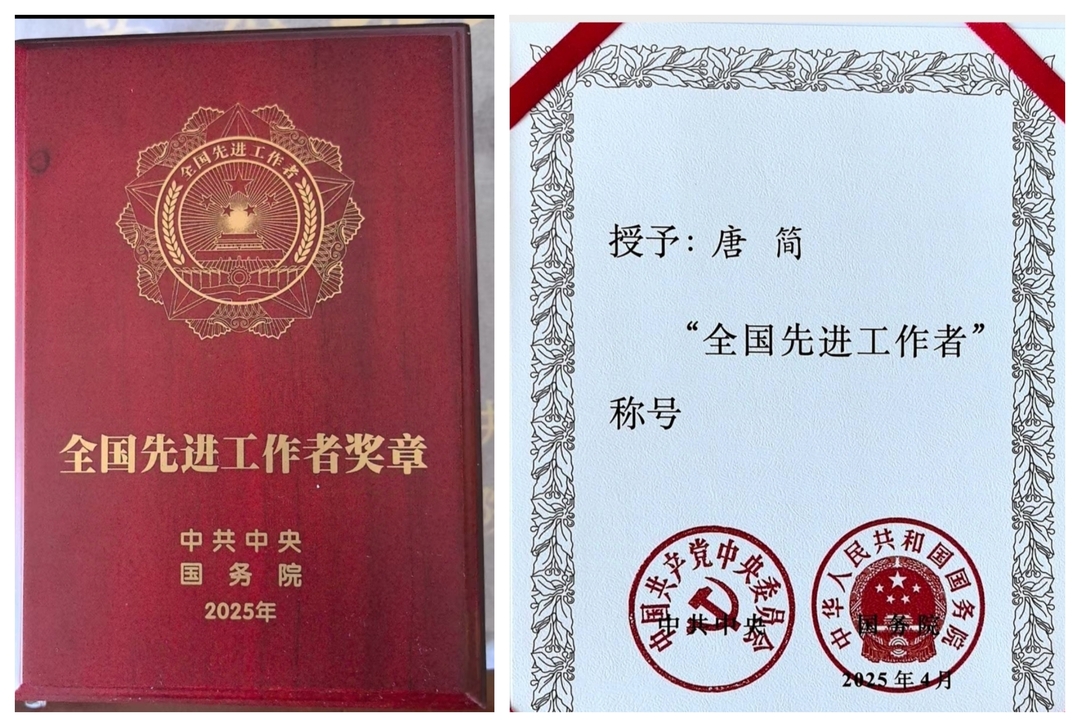 全国先进工作者
全国先进工作者奖章
中共中央
国务院
2025年
授予：唐 简
“全国先进工作者”
称号
中国共产党中央委员会
中共中央
中华人民共和国国务院
国务院
2025年4月